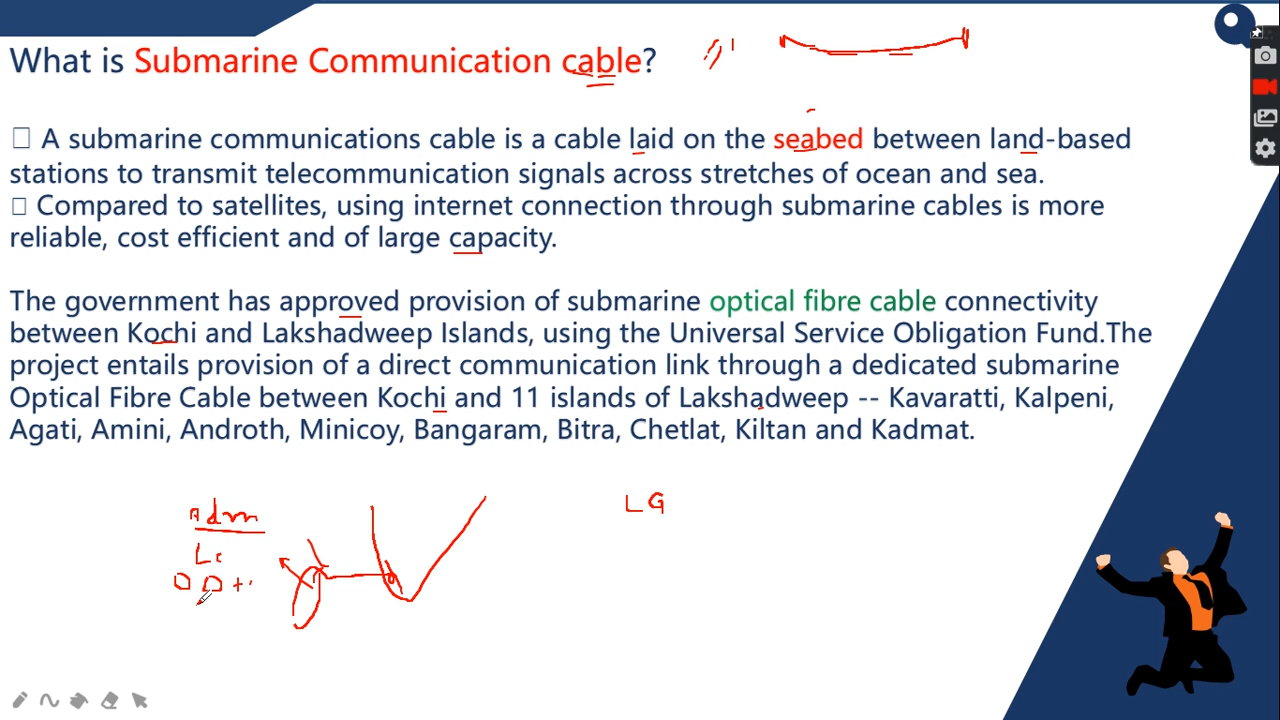 What is Submarine Communication cable?
□ A submarine communications cable is a cable laid on the seabed between land-based
stations to transmit telecommunication signals across stretches of ocean and sea.
□ Compared to satellites, using internet connection through submarine cables is more
reliable, cost efficient and of large capacity.
The government has approved provision of submarine optical fibre cable connectivity
between Kochi and Lakshadweep Islands, using the Universal Service Obligation Fund.The
project entails provision of a direct communication link through a dedicated submarine
Optical Fibre Cable between Kochi and 11 islands of Lakshadweep -- Kavaratti, Kalpeni,
Agati, Amini, Androth, Minicoy, Bangaram, Bitra, Chetlat, Kiltan and Kadmat.
LG
Adm